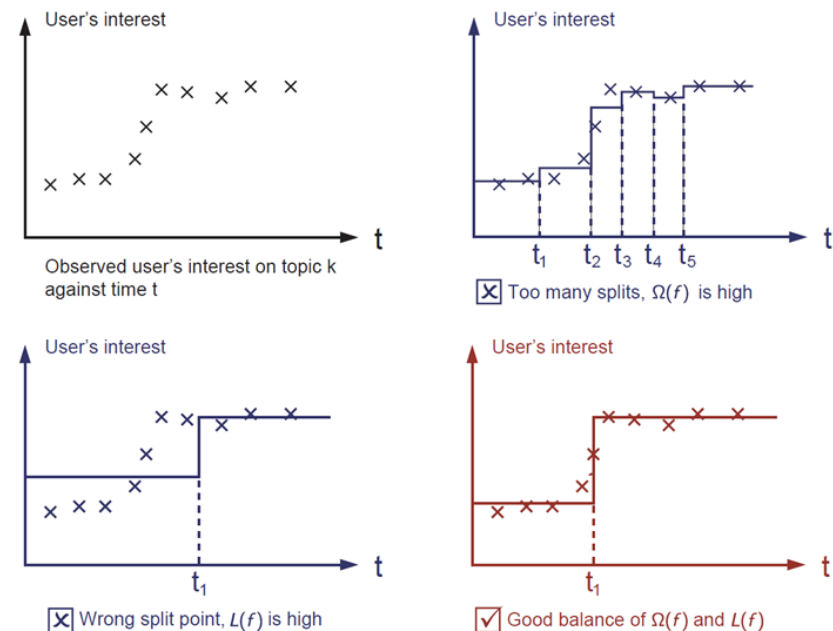 User's interest
t
Observed user's interest on topic k
against time t
User's interest
t
t₁ t₂ t₃ t₄ t₅
Too many splits, Ω(f) is high
User's interest
t
t₁
Wrong split point, L(f) is high
User's interest
t
t₁
Good balance of Ω(f) and L(f)